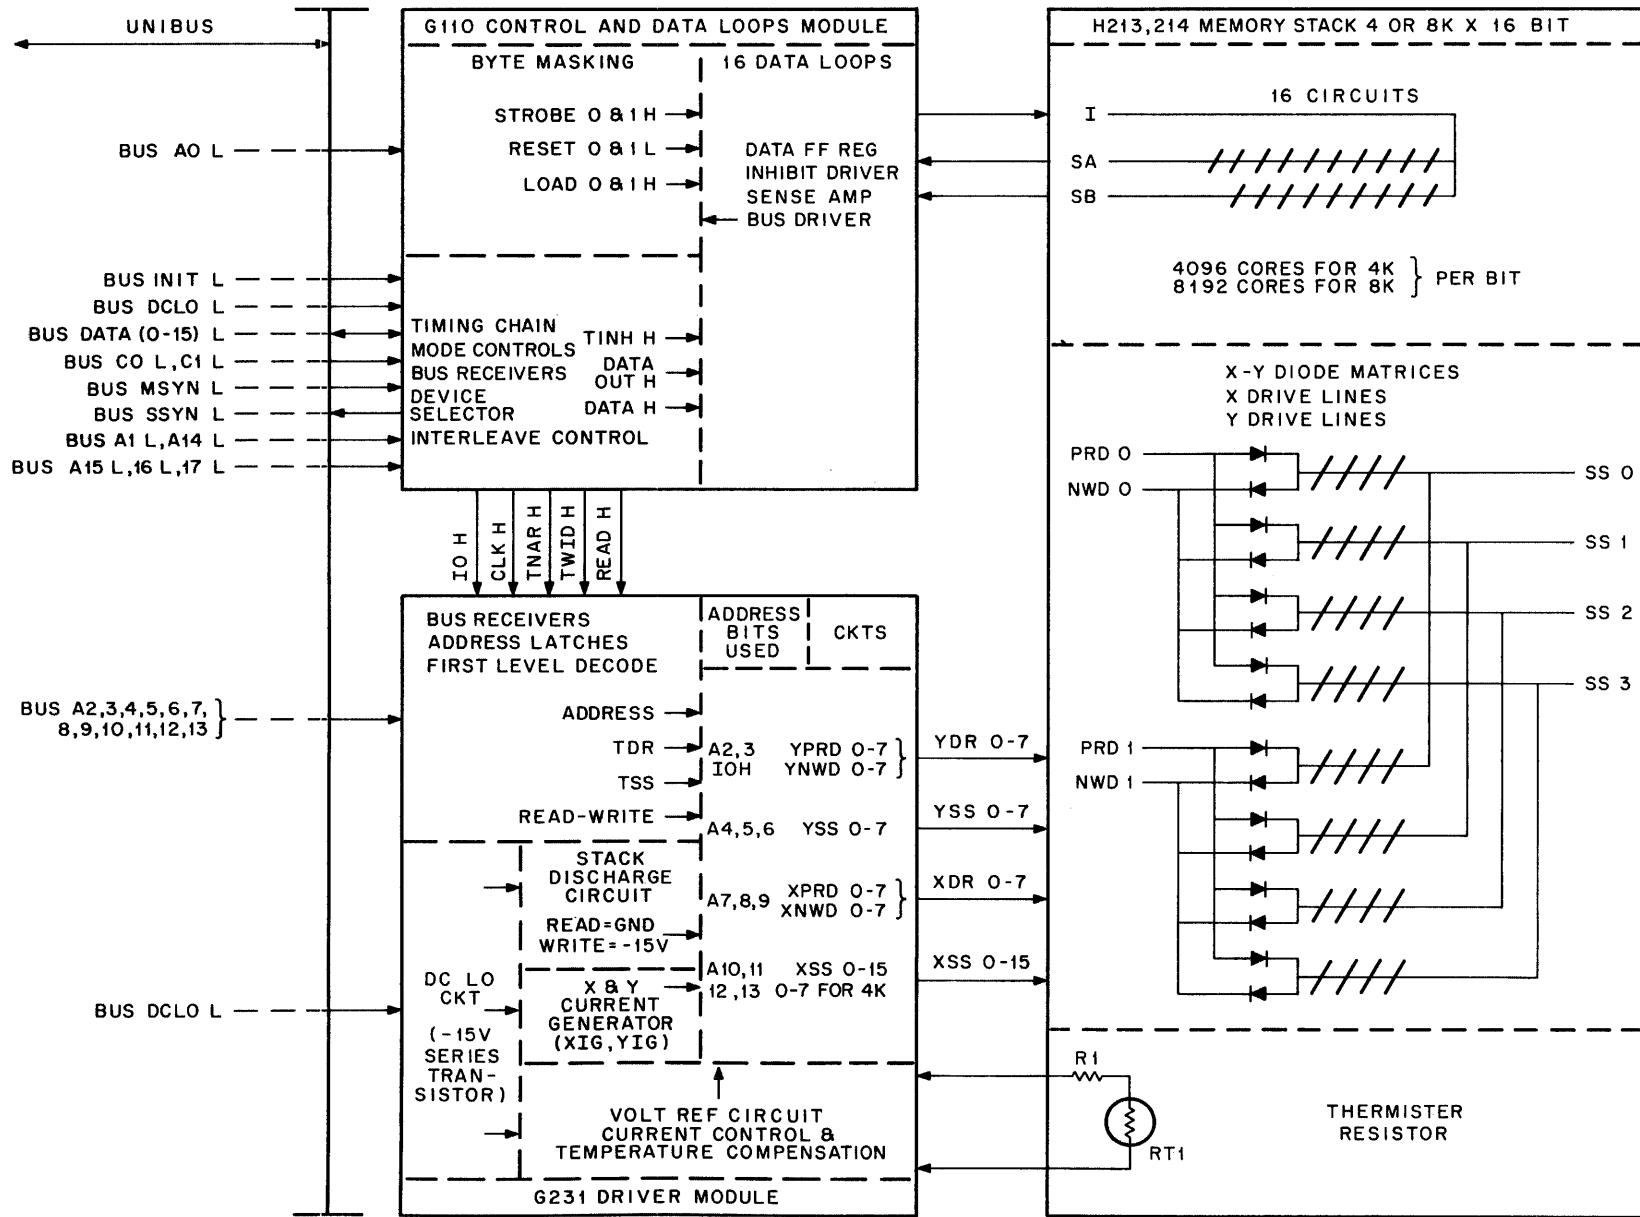 UNIBUS
BUS A0 L
BUS INIT L
BUS DCLO L
BUS DATA (0-15) L
BUS C0 L,C1 L
BUS MSYN L
BUS SSYN L
BUS A1 L,A14 L
BUS A15 L,16 L,17 L
G110 CONTROL AND DATA LOOPS MODULE
BYTE MASKING
16 DATA LOOPS
STROBE 0 & 1 H
RESET 0 & 1 L
LOAD 0 & 1 H
DATA FF REG
INHIBIT DRIVER
SENSE AMP
BUS DRIVER
TIMING CHAIN
MODE CONTROLS
BUS RECEIVERS
DEVICE
SELECTOR
INTERLEAVE CONTROL
TINH H
DATA
OUT H
DATA H
IO H
CLK H
TNAR H
TWID H
READ H
BUS A2,3,4,5,6,7,
8,9,10,11,12,13
BUS DCLO L
BUS RECEIVERS
ADDRESS LATCHES
FIRST LEVEL DECODE
ADDRESS
BITS
USED
CKTS
ADDRESS
TDR
TSS
READ-WRITE
A2,3
IOH
YPRD 0-7
YNWD 0-7
A4,5,6
YSS 0-7
A7,8,9
XPRD 0-7
XNWD 0-7
A10,11
12,13
XSS 0-15
0-7 FOR 4K
STACK
DISCHARGE
CIRCUIT
READ=GND
WRITE=-15V
DC LO
CKT
(-15V
SERIES
TRAN-
SISTOR)
X & Y
CURRENT
GENERATOR
(XIG,YIG)
VOLT REF CIRCUIT
CURRENT CONTROL &
TEMPERATURE COMPENSATION
G231 DRIVER MODULE
YDR 0-7
YSS 0-7
XDR 0-7
XSS 0-15
H213,214 MEMORY STACK 4 OR 8K X 16 BIT
16 CIRCUITS
I
SA
SB
4096 CORES FOR 4K
8192 CORES FOR 8K
PER BIT
X-Y DIODE MATRICES
X DRIVE LINES
Y DRIVE LINES
PRD 0
NWD 0
SS 0
SS 1
SS 2
SS 3
PRD 1
NWD 1
R1
RT1
THERMISTER
RESISTOR